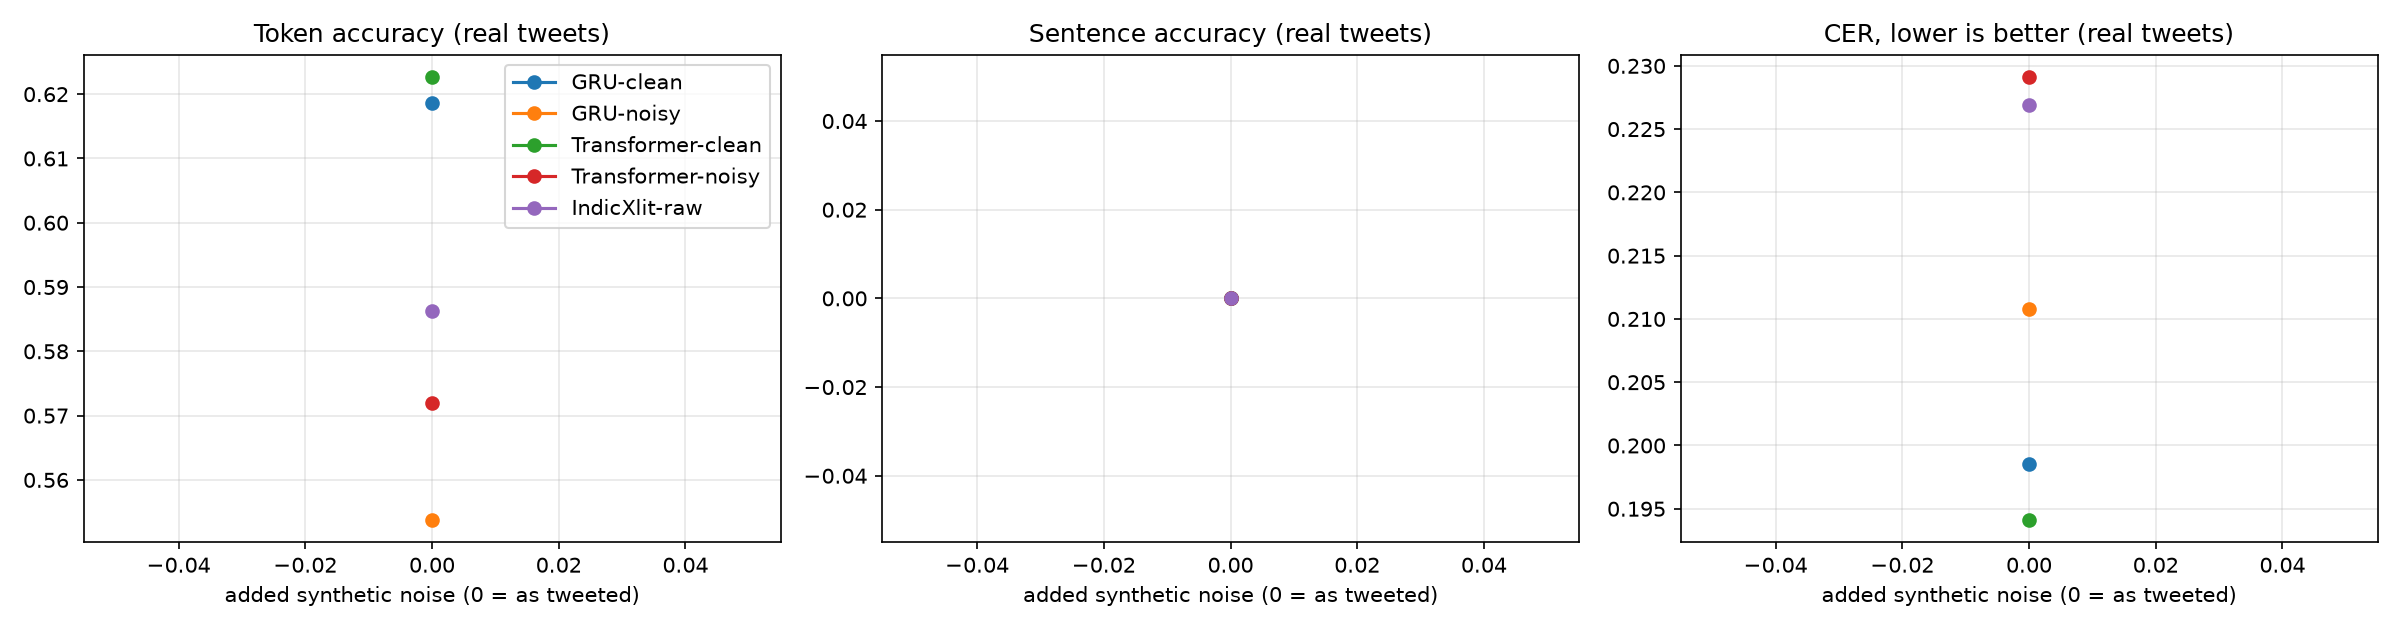 Token accuracy (real tweets)
0.62
0.61
0.60
0.59
0.58
0.57
0.56
GRU-clean
GRU-noisy
Transformer-clean
Transformer-noisy
IndicXlit-raw
−0.04 −0.02 0.00 0.02 0.04
added synthetic noise (0 = as tweeted)
Sentence accuracy (real tweets)
0.04
0.02
0.00
−0.02
−0.04
−0.04 −0.02 0.00 0.02 0.04
added synthetic noise (0 = as tweeted)
CER, lower is better (real tweets)
0.230
0.225
0.220
0.215
0.210
0.205
0.200
0.195
−0.04 −0.02 0.00 0.02 0.04
added synthetic noise (0 = as tweeted)